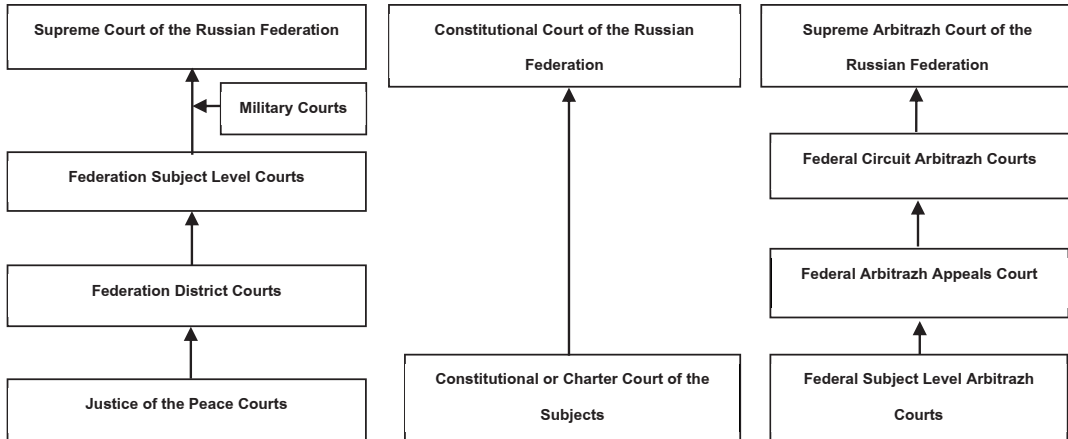 Supreme Court of the Russian Federation
Military Courts
Federation Subject Level Courts
Federation District Courts
Justice of the Peace Courts
Constitutional Court of the Russian
Federation
Constitutional or Charter Court of the
Subjects
Supreme Arbitrazh Court of the
Russian Federation
Federal Circuit Arbitrazh Courts
Federal Arbitrazh Appeals Court
Federal Subject Level Arbitrazh
Courts